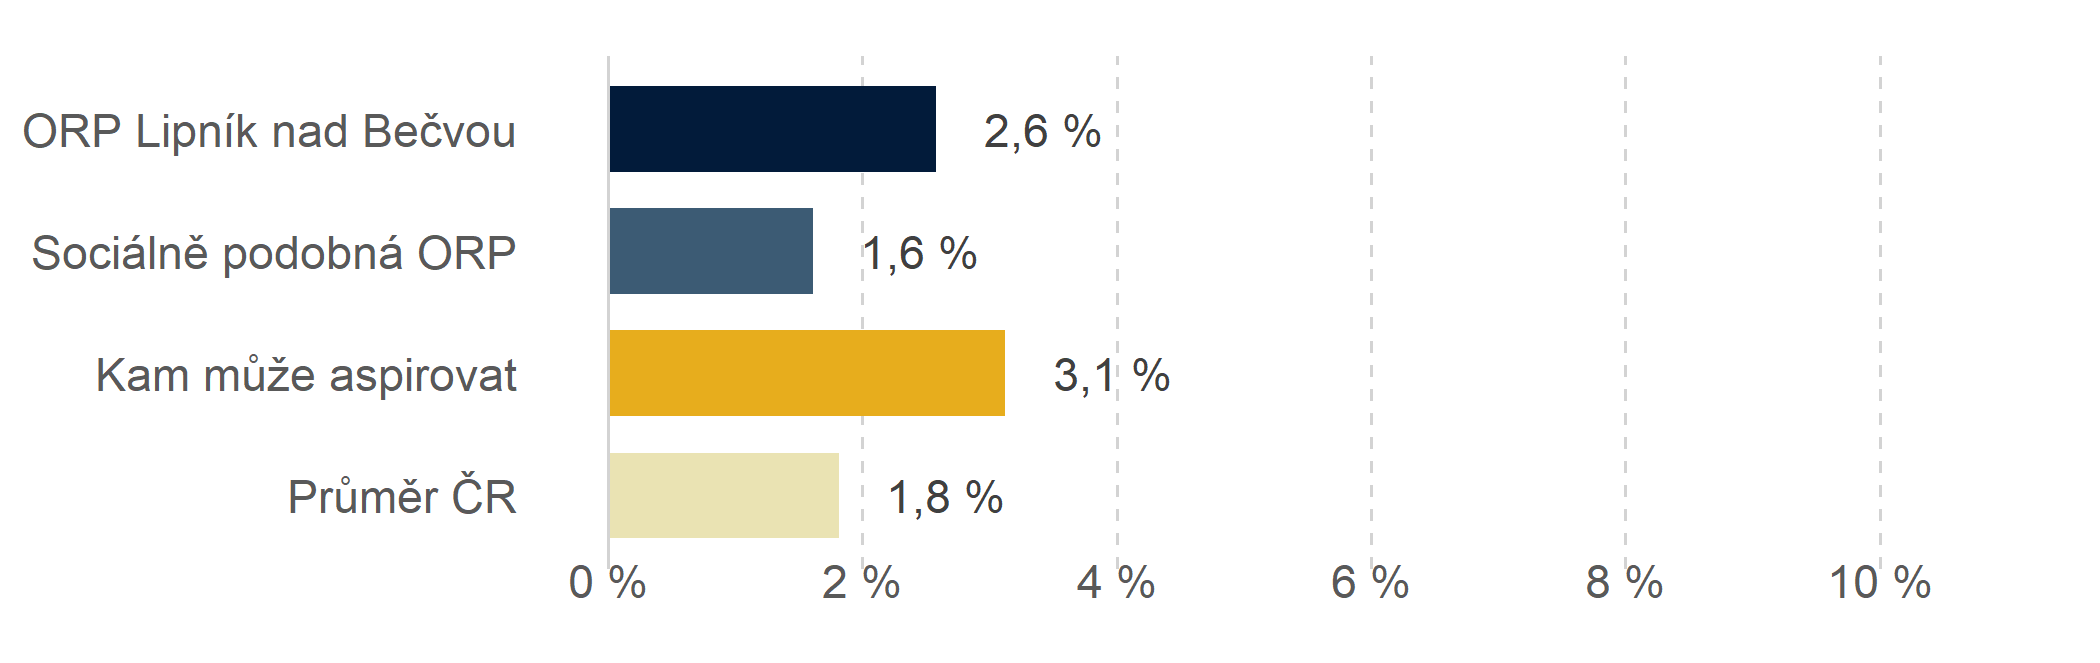 ORP Lipník nad Bečvou
2,6 %
Sociálně podobná ORP
1,6 %
Kam může aspirovat
3,1 %
Průměr ČR
1,8 %
0 % 2 % 4 % 6 % 8 % 10 %